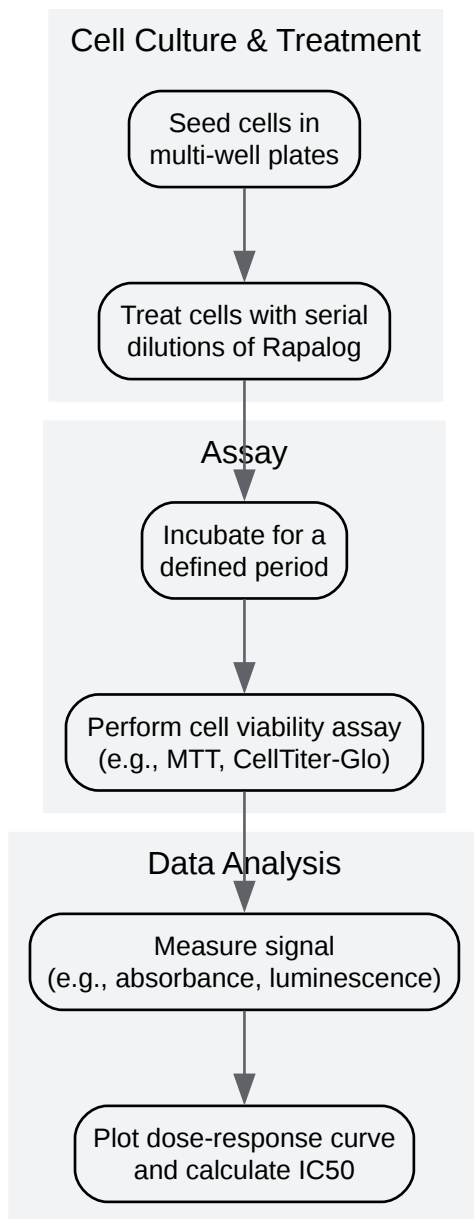 Cell Culture & Treatment
Seed cells in
multi-well plates
Treat cells with serial
dilutions of Rapalog
Assay
Incubate for a
defined period
Perform cell viability assay
(e.g., MTT, CellTiter-Glo)
Data Analysis
Measure signal
(e.g., absorbance, luminescence)
Plot dose-response curve
and calculate IC50